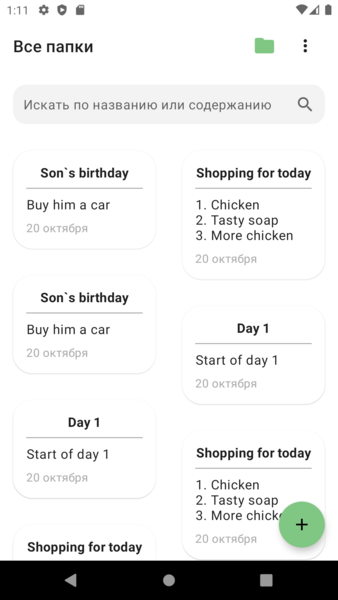 1:11
Все папки
Искать по названию или содержанию
Son`s birthday
Buy him a car
20 октября
Shopping for today
1. Chicken
2. Tasty soap
3. More chicken
20 октября
Son`s birthday
Buy him a car
20 октября
Day 1
Start of day 1
20 октября
Day 1
Start of day 1
20 октября
Shopping for today
1. Chicken
2. Tasty soap
3. More chick
20 октября
Shopping for today